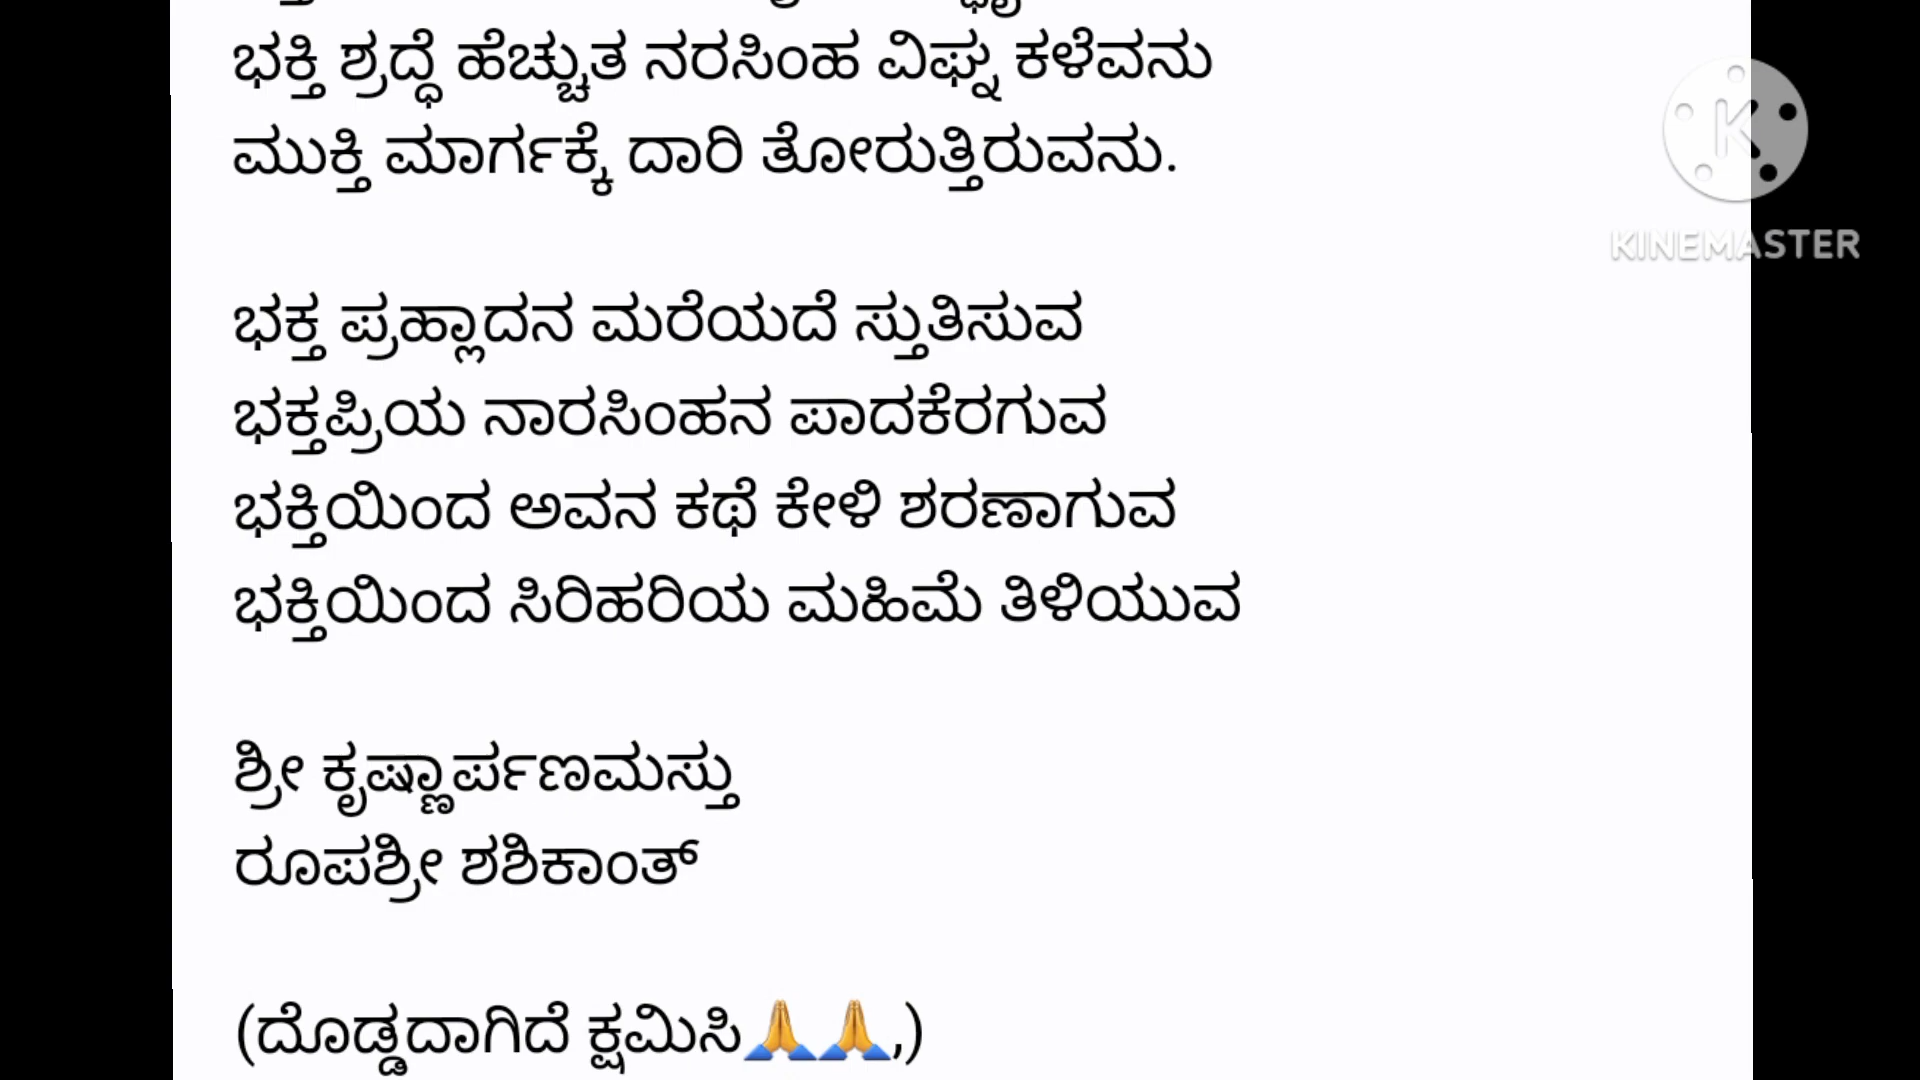 ಭಕ್ತಿ ಶ್ರದ್ಧೆ ಹೆಚ್ಚುತ ನರಸಿಂಹ ವಿಘ್ನ ಕಳೆವನು
ಮುಕ್ತಿ ಮಾರ್ಗಕ್ಕೆ ದಾರಿ ತೋರುತ್ತಿರುವನು.
ಭಕ್ತ ಪ್ರಹ್ಲಾದನ ಮರೆಯದೆ ಸ್ತುತಿಸುವ
ಭಕ್ತಪ್ರಿಯ ನಾರಸಿಂಹನ ಪಾದಕೆರಗುವ
ಭಕ್ತಿಯಿಂದ ಅವನ ಕಥೆ ಕೇಳಿ ಶರಣಾಗುವ
ಭಕ್ತಿಯಿಂದ ಸಿರಿಹರಿಯ ಮಹಿಮೆ ತಿಳಿಯುವ
ಶ್ರೀ ಕೃಷ್ಣಾರ್ಪಣಮಸ್ತು
ರೂಪಶ್ರೀ ಶಶಿಕಾಂತ್
(ದೊಡ್ಡದಾಗಿದೆ ಕ್ಷಮಿಸಿ🙏🙏,)
K
KINEMASTER